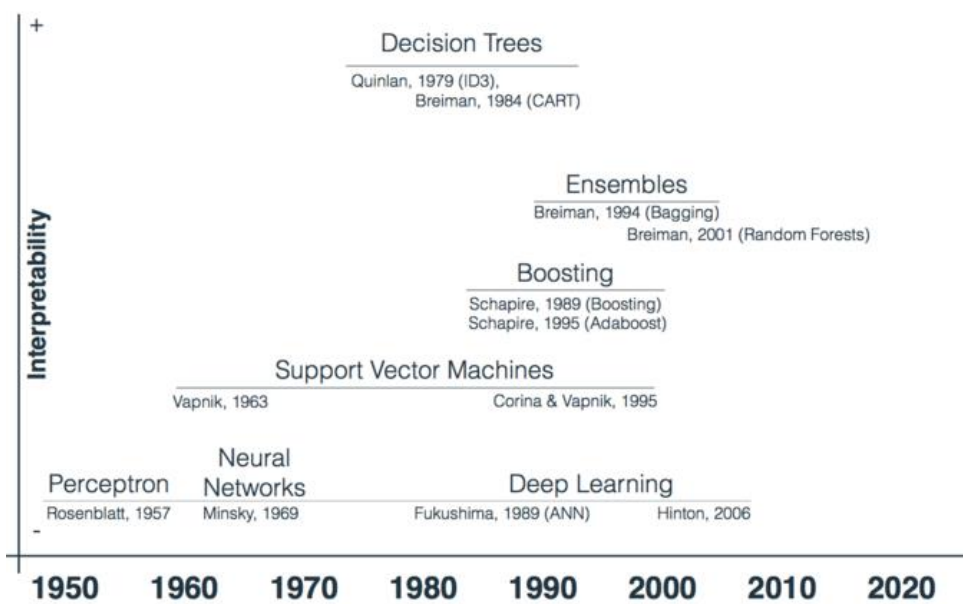 +
Decision Trees
Quinlan, 1979 (ID3),
Breiman, 1984 (CART)
Ensembles
Breiman, 1994 (Bagging)
Breiman, 2001 (Random Forests)
Interpretability
Boosting
Schapire, 1989 (Boosting)
Schapire, 1995 (Adaboost)
Support Vector Machines
Vapnik, 1963
Corina & Vapnik, 1995
Perceptron
Rosenblatt, 1957
Neural
Networks
Minsky, 1969
Deep Learning
Fukushima, 1989 (ANN)
Hinton, 2006
-
1950 1960 1970 1980 1990 2000 2010 2020